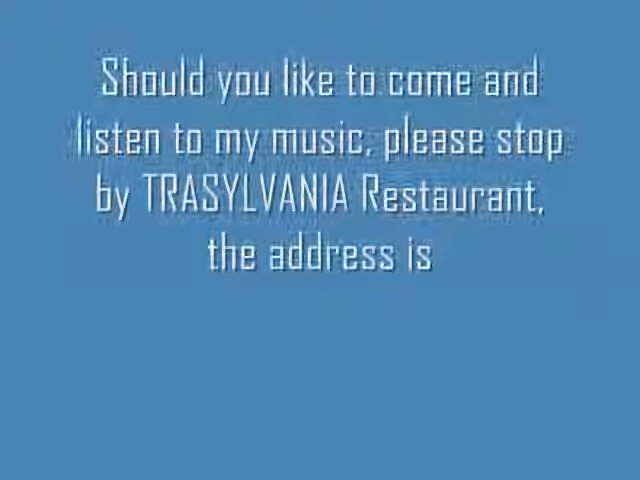 Should you like to come and
listen to my music, please stop
by TRASYLVANIA Restaurant,
the address is